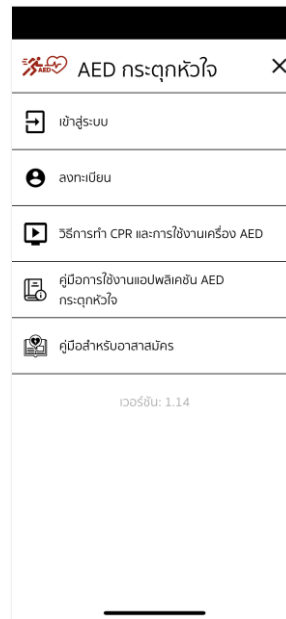 AED
AED กระตุกหัวใจ
เข้าสู่ระบบ
ลงทะเบียน
วิธีการทำ CPR และการใช้งานเครื่อง AED
คู่มือการใช้งานแอปพลิเคชัน AED
กระตุกหัวใจ
คู่มือสำหรับอาสาสมัคร
เวอร์ชัน: 1.14